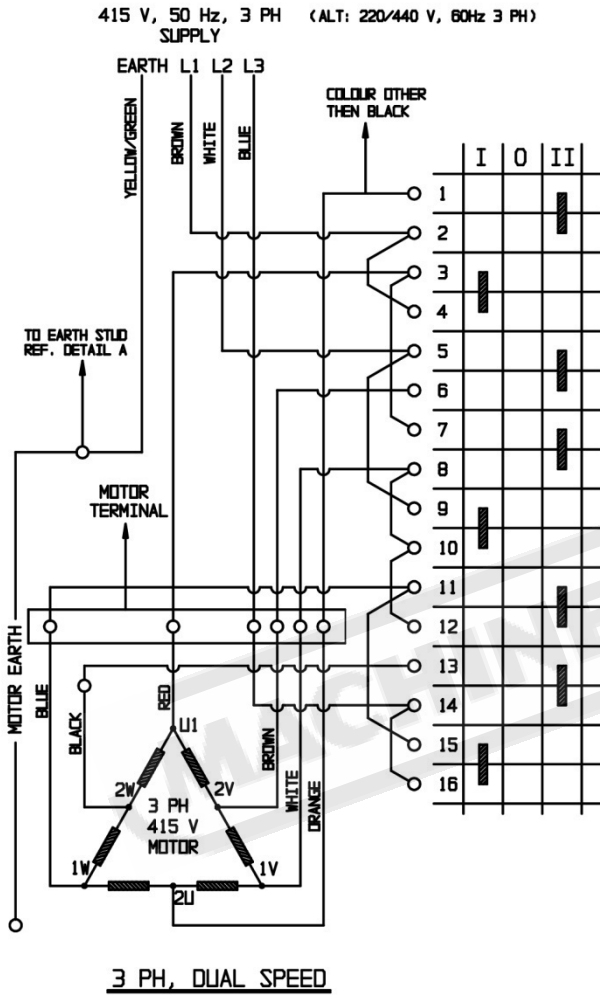 415 V, 50 Hz, 3 PH (ALT: 220/440 V, 60Hz 3 PH)
SUPPLY
EARTH L1 L2 L3
YELLOW/GREEN
BROWN
WHITE
BLUE
COLOUR OTHER
THEN BLACK
I O II
1
2
3
4
5
6
7
8
9
10
11
12
13
14
15
16
TO EARTH STUD
REF. DETAIL A
MOTOR
TERMINAL
MOTOR EARTH
BLUE
BLACK
RED
BROWN
WHITE
ORANGE
U1
2W
2V
3 PH
415 V
MOTOR
1W
1V
2U
3 PH, DUAL SPEED
MACHINE